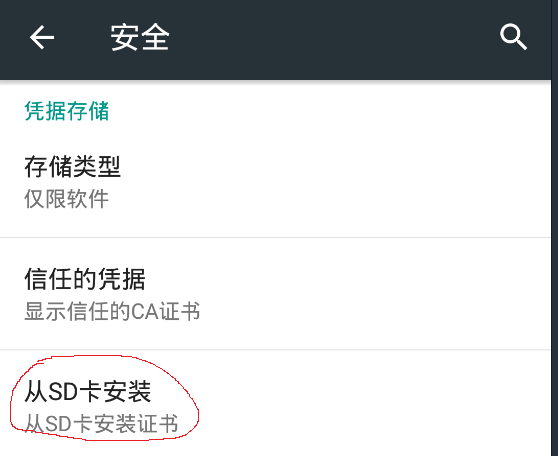 安全
凭据存储
存储类型
仅限软件
信任的凭据
显示信任的CA证书
从SD卡安装
从SD卡安装证书